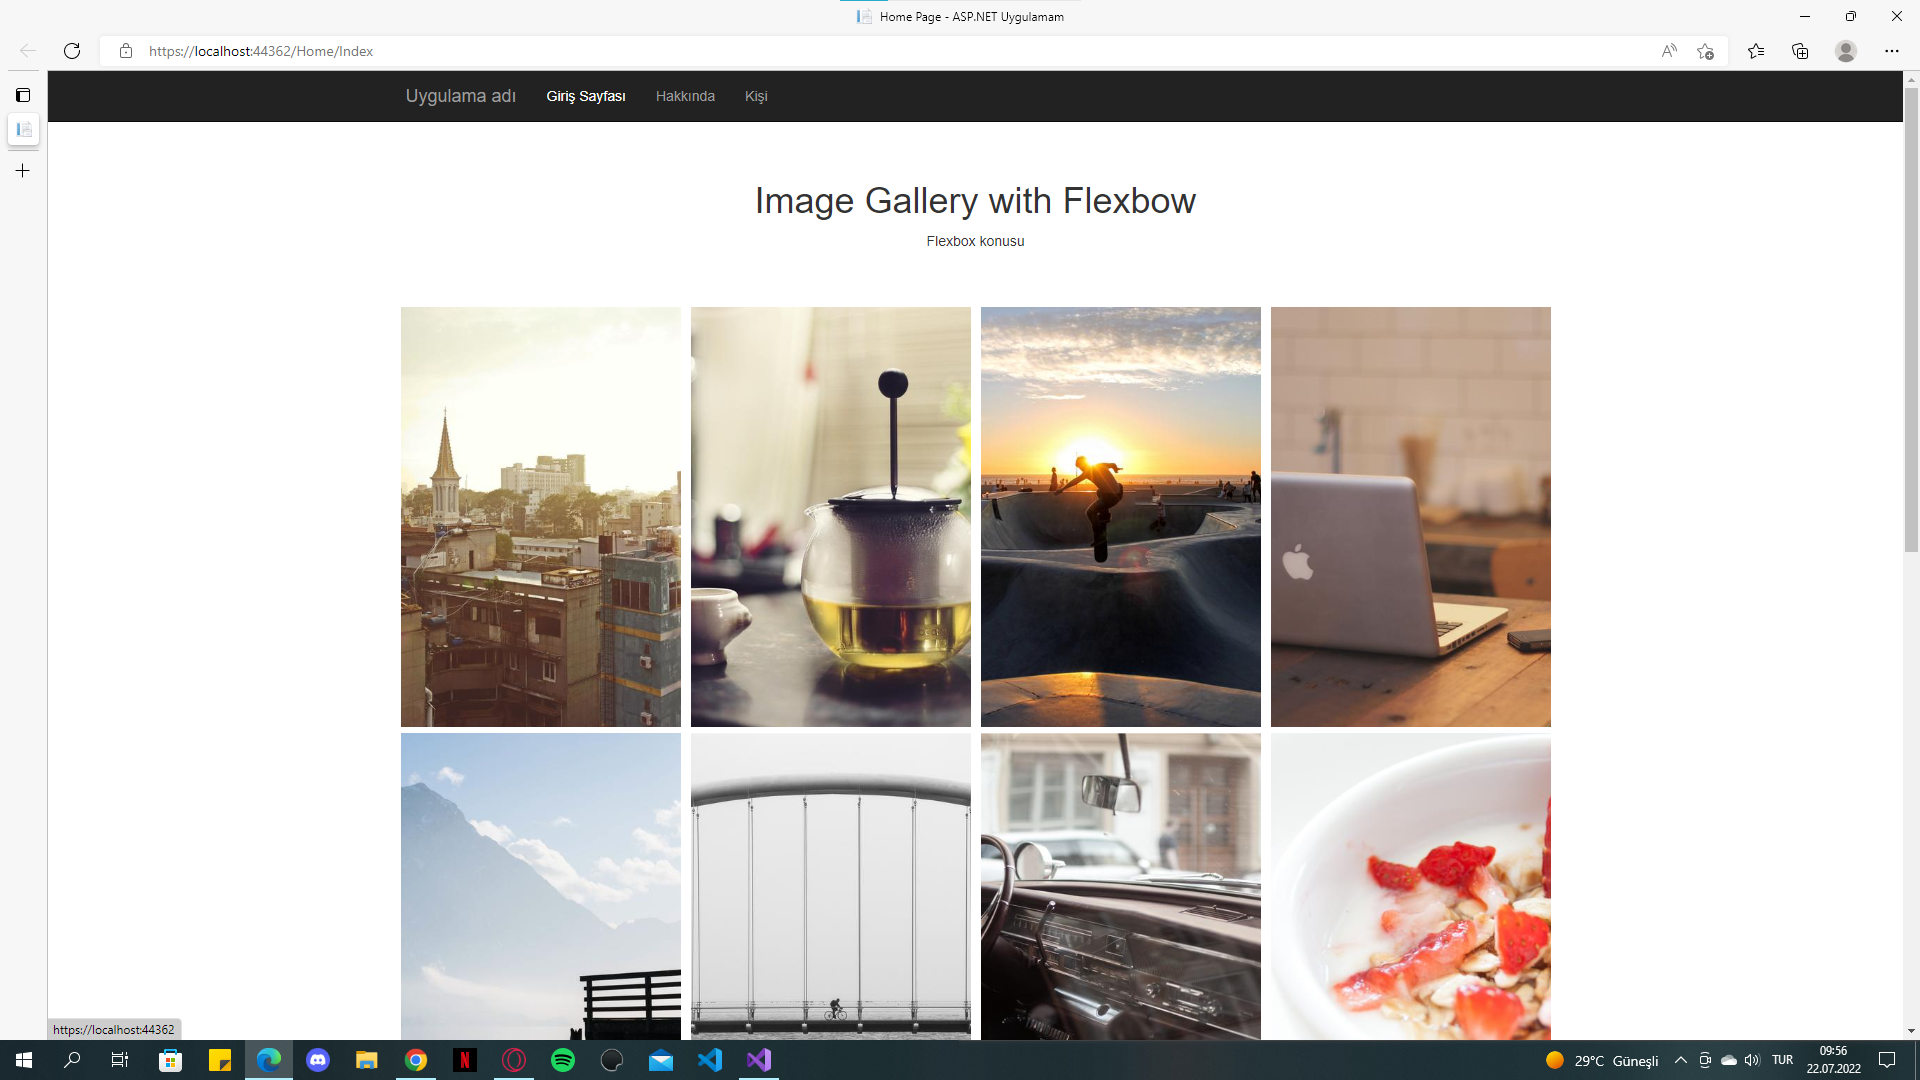 Home Page - ASP.NET Uygulamam
https://localhost:44362/Home/Index
Uygulama adı
Giriş Sayfası
Hakkında
Kişi
Image Gallery with Flexbow
Flexbox konusu
https://localhost:44362
29°C Güneşli
TUR
09:56
22.07.2022